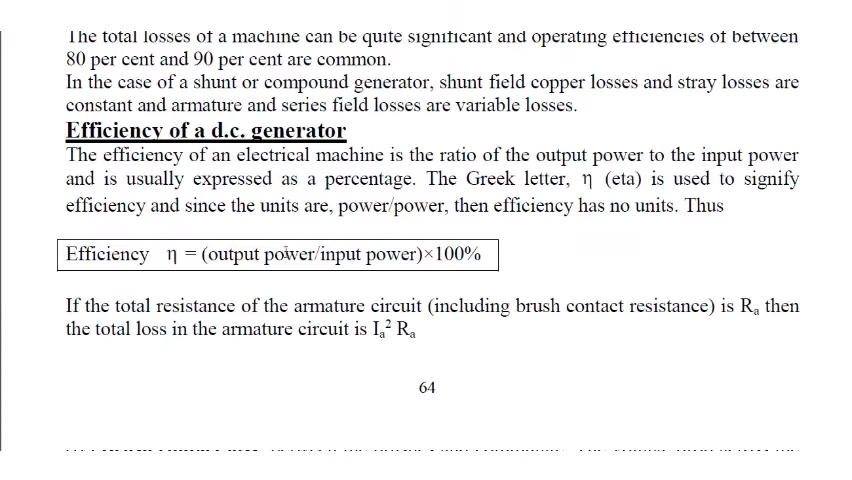 The total losses of a machine can be quite significant and operating efficiencies of between
80 per cent and 90 per cent are common.
In the case of a shunt or compound generator, shunt field copper losses and stray losses are
constant and armature and series field losses are variable losses.
Efficiency of a d.c. generator
The efficiency of an electrical machine is the ratio of the output power to the input power
and is usually expressed as a percentage. The Greek letter, η (eta) is used to signify
efficiency and since the units are, power/power, then efficiency has no units. Thus
Efficiency η = (output power/input power)×100%
If the total resistance of the armature circuit (including brush contact resistance) is Rₐ then
the total loss in the armature circuit is Iₐ² Rₐ
64